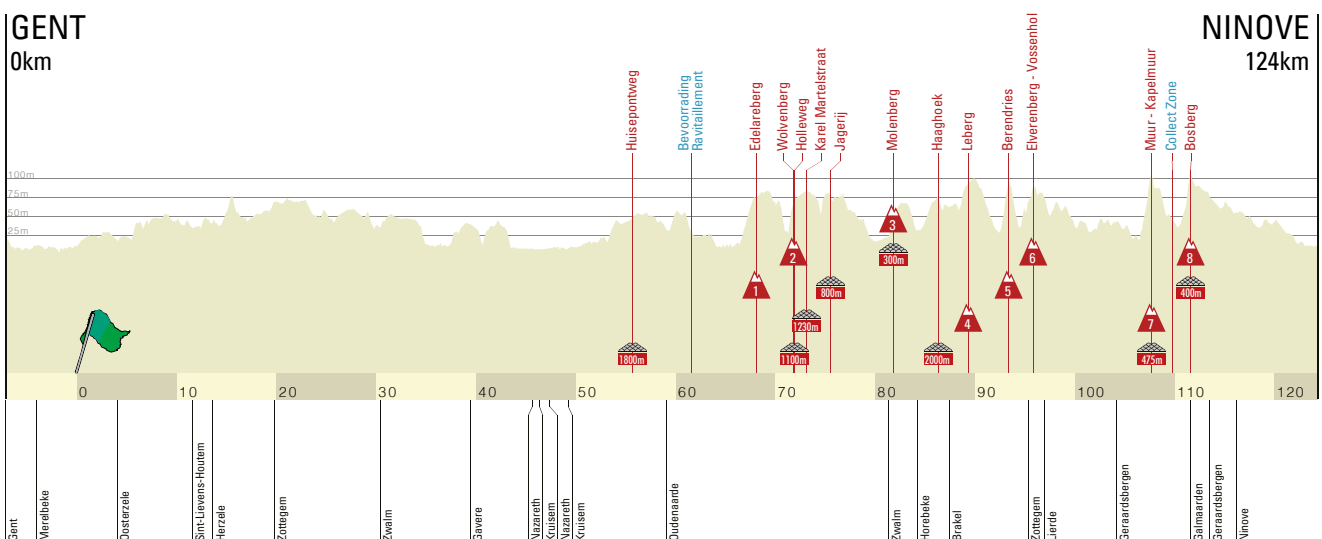 GENT
0km
NINOVE
124km
Huisepontweg
Bevoorrading
Ravitaillement
Edelareberg
Wolvenberg
Holleweg
Karel Martelstraat
Jagerij
Molenberg
Haaghoek
Leberg
Berendries
Elverenberg - Vossenhol
Muur - Kapelmuur
Collect Zone
Bosberg
100m
75m
50m
25m
3
300m
2
6
8
1
800m
5
400m
1230m
4
7
1800m
1100m
2000m
475m
0
10
20
30
40
50
60
70
80
90
100
110
120
Gent
Merelbeke
Oosterzele
Sint-Lievens-Houtem
Herzele
Zottegem
Zwalm
Gavere
Nazareth
Kruisem
Nazareth
Kruisem
Oudenaarde
Zwalm
Horebeke
Brakel
Zottegem
Lierde
Geraardsbergen
Galmaarden
Geraardsbergen
Ninove